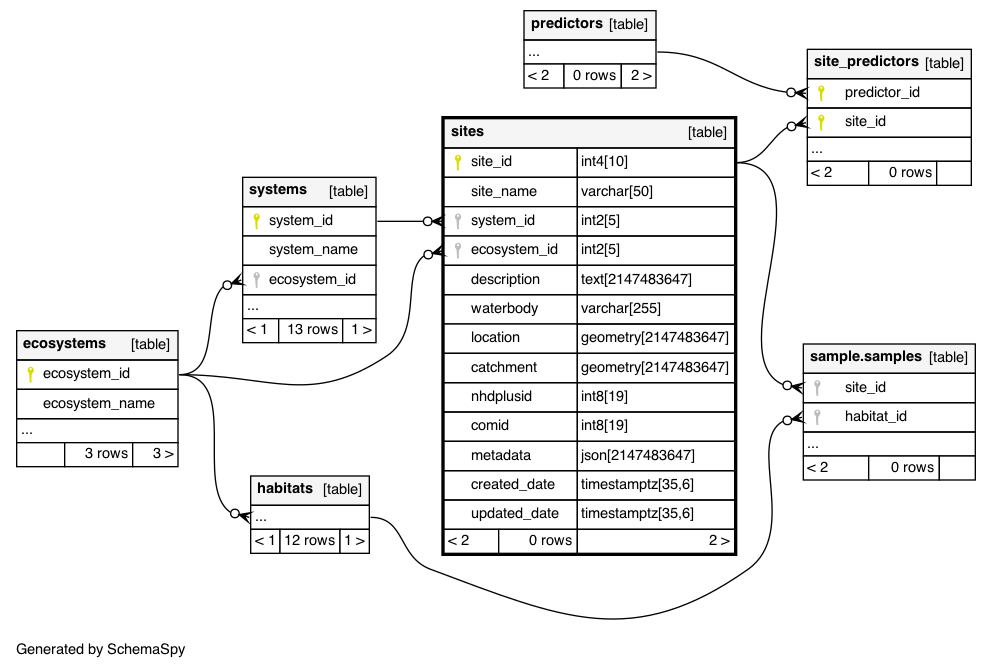 predictors [table]
...
< 2 0 rows 2 >
site_predictors [table]
predictor_id
site_id
...
< 2 0 rows
sites [table]
site_id int4[10]
site_name varchar[50]
system_id int2[5]
ecosystem_id int2[5]
description text[2147483647]
waterbody varchar[255]
location geometry[2147483647]
catchment geometry[2147483647]
nhdplusid int8[19]
comid int8[19]
metadata json[2147483647]
created_date timestamptz[35,6]
updated_date timestamptz[35,6]
< 2 0 rows 2 >
systems [table]
system_id
system_name
ecosystem_id
...
< 1 13 rows 1 >
ecosystems [table]
ecosystem_id
ecosystem_name
...
3 rows 3 >
sample.samples [table]
site_id
habitat_id
...
< 2 0 rows
habitats [table]
...
< 1 12 rows 1 >
Generated by SchemaSpy